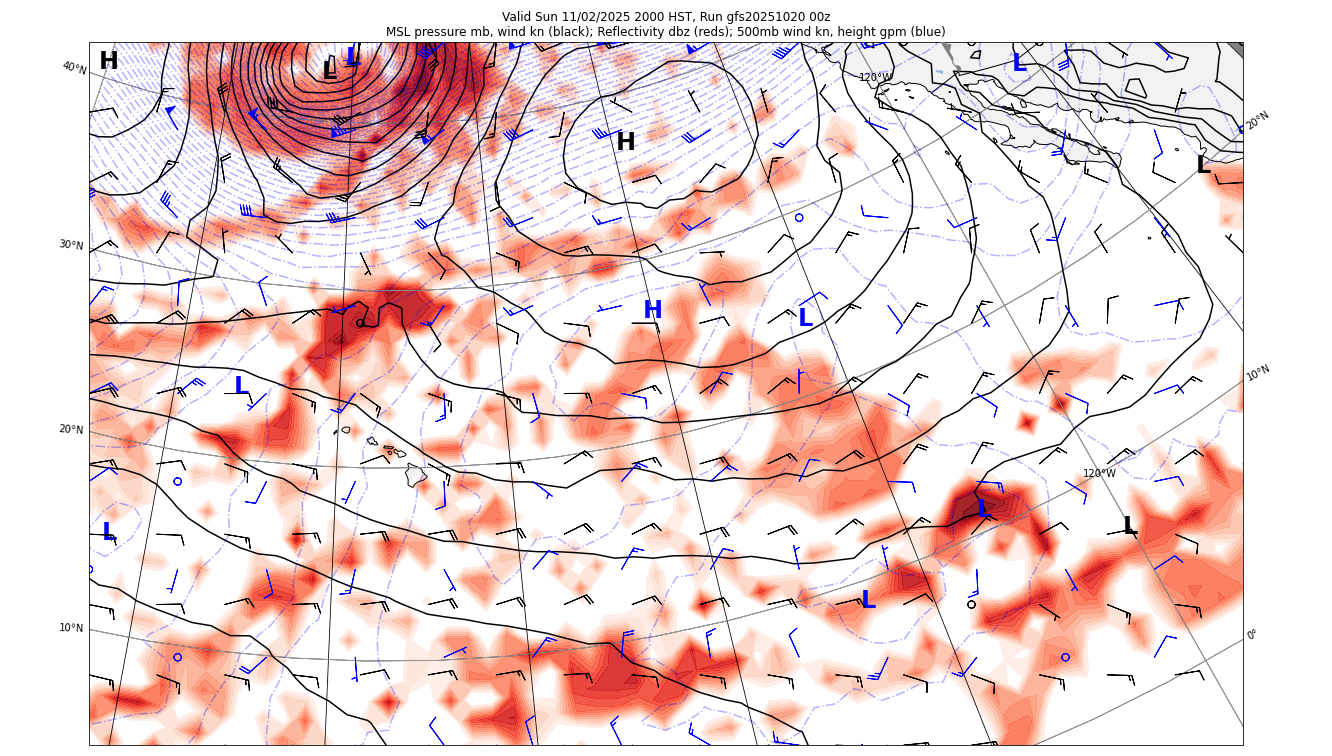 Valid Sun 11/02/2025 2000 HST, Run gfs20251020 00z
MSL pressure mb, wind kn (black); Reflectivity dbz (reds); 500mb wind kn, height gpm (blue)
H
L
L
L
40°N
120°W
20°N
H
L
30°N
H
L
10°N
L
20°N
120°W
L
L
L
L
10°N
0°